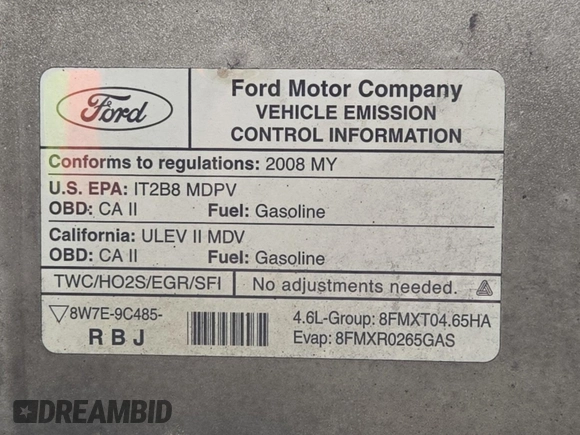 Ford
Ford Motor Company
VEHICLE EMISSION
CONTROL INFORMATION
Conforms to regulations: 2008 MY
U.S. EPA: IT2B8 MDPV
OBD: CA II Fuel: Gasoline
California: ULEV II MDV
OBD: CA II Fuel: Gasoline
TWC/HO2S/EGR/SFI No adjustments needed.
8W7E-9C485-
R B J
4.6L-Group: 8FMXT04.65HA
Evap: 8FMXR0265GAS
DREAMBID